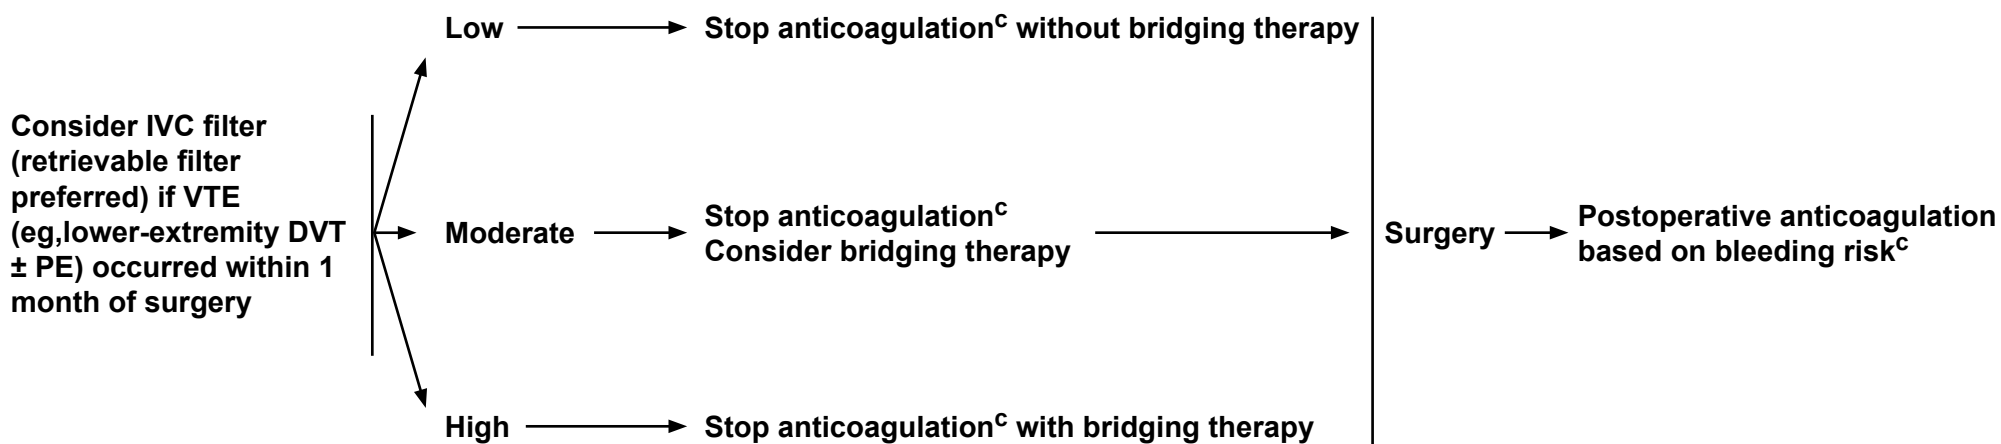 Consider IVC filter
(retrievable filter
preferred) if VTE
(eg,lower-extremity DVT
± PE) occurred within 1
month of surgery
Low
Stop anticoagulationᶜ without bridging therapy
Moderate
Stop anticoagulationᶜ
Consider bridging therapy
High
Stop anticoagulationᶜ with bridging therapy
Surgery
Postoperative anticoagulation
based on bleeding riskᶜ